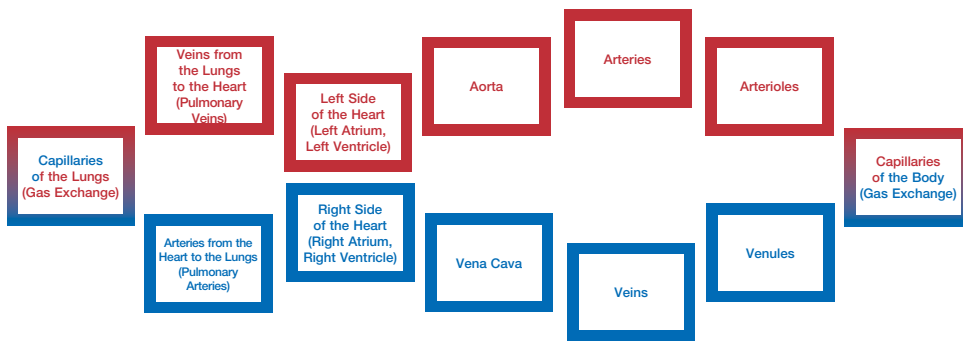 Capillaries
of the Lungs
(Gas Exchange)
Veins from
the Lungs
to the Heart
(Pulmonary
Veins)
Left Side
of the Heart
(Left Atrium,
Left Ventricle)
Aorta
Arteries
Arterioles
Capillaries
of the Body
(Gas Exchange)
Arteries from the
Heart to the Lungs
(Pulmonary
Arteries)
Right Side
of the Heart
(Right Atrium,
Right Ventricle)
Vena Cava
Veins
Venules